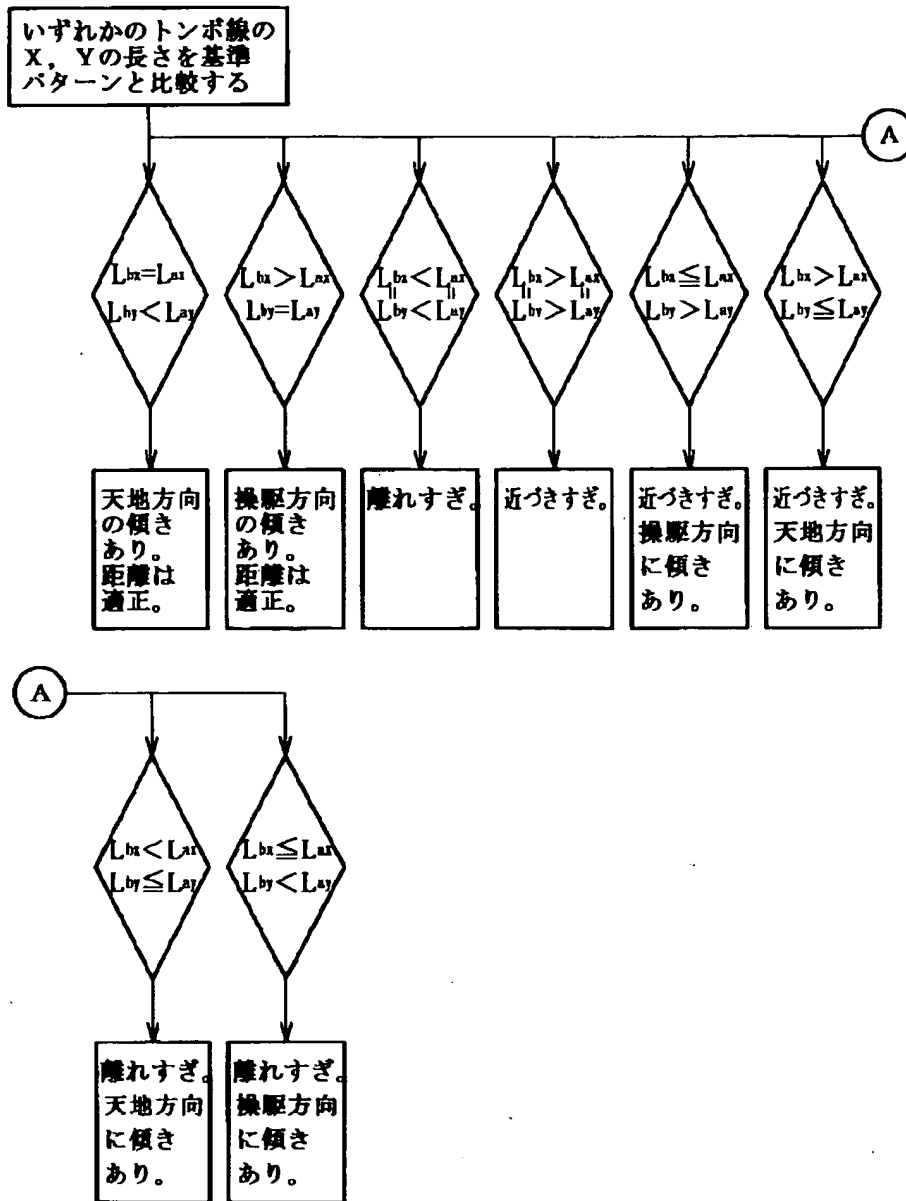 いずれかのトンボ線の
X，Yの長さを基準
パターンと比較する
A
Lbx=Lax
Lby<Lay
Lbx>Lax
Lby=Lay
Lbx<Lax
Lby<Lay
Lbx>Lax
Lby>Lay
Lbx≦Lax
Lby>Lay
Lbx>Lax
Lby≦Lay
天地方向
の傾き
あり。
距離は
適正。
操駆方向
の傾き
あり。
距離は
適正。
離れすぎ。
近づきすぎ。
近づきすぎ。
操駆方向
に傾き
あり。
近づきすぎ。
天地方向
に傾き
あり。
A
Lbx<Lax
Lby≦Lay
Lbx≦Lax
Lby<Lay
離れすぎ。
天地方向
に傾き
あり。
離れすぎ。
操駆方向
に傾き
あり。